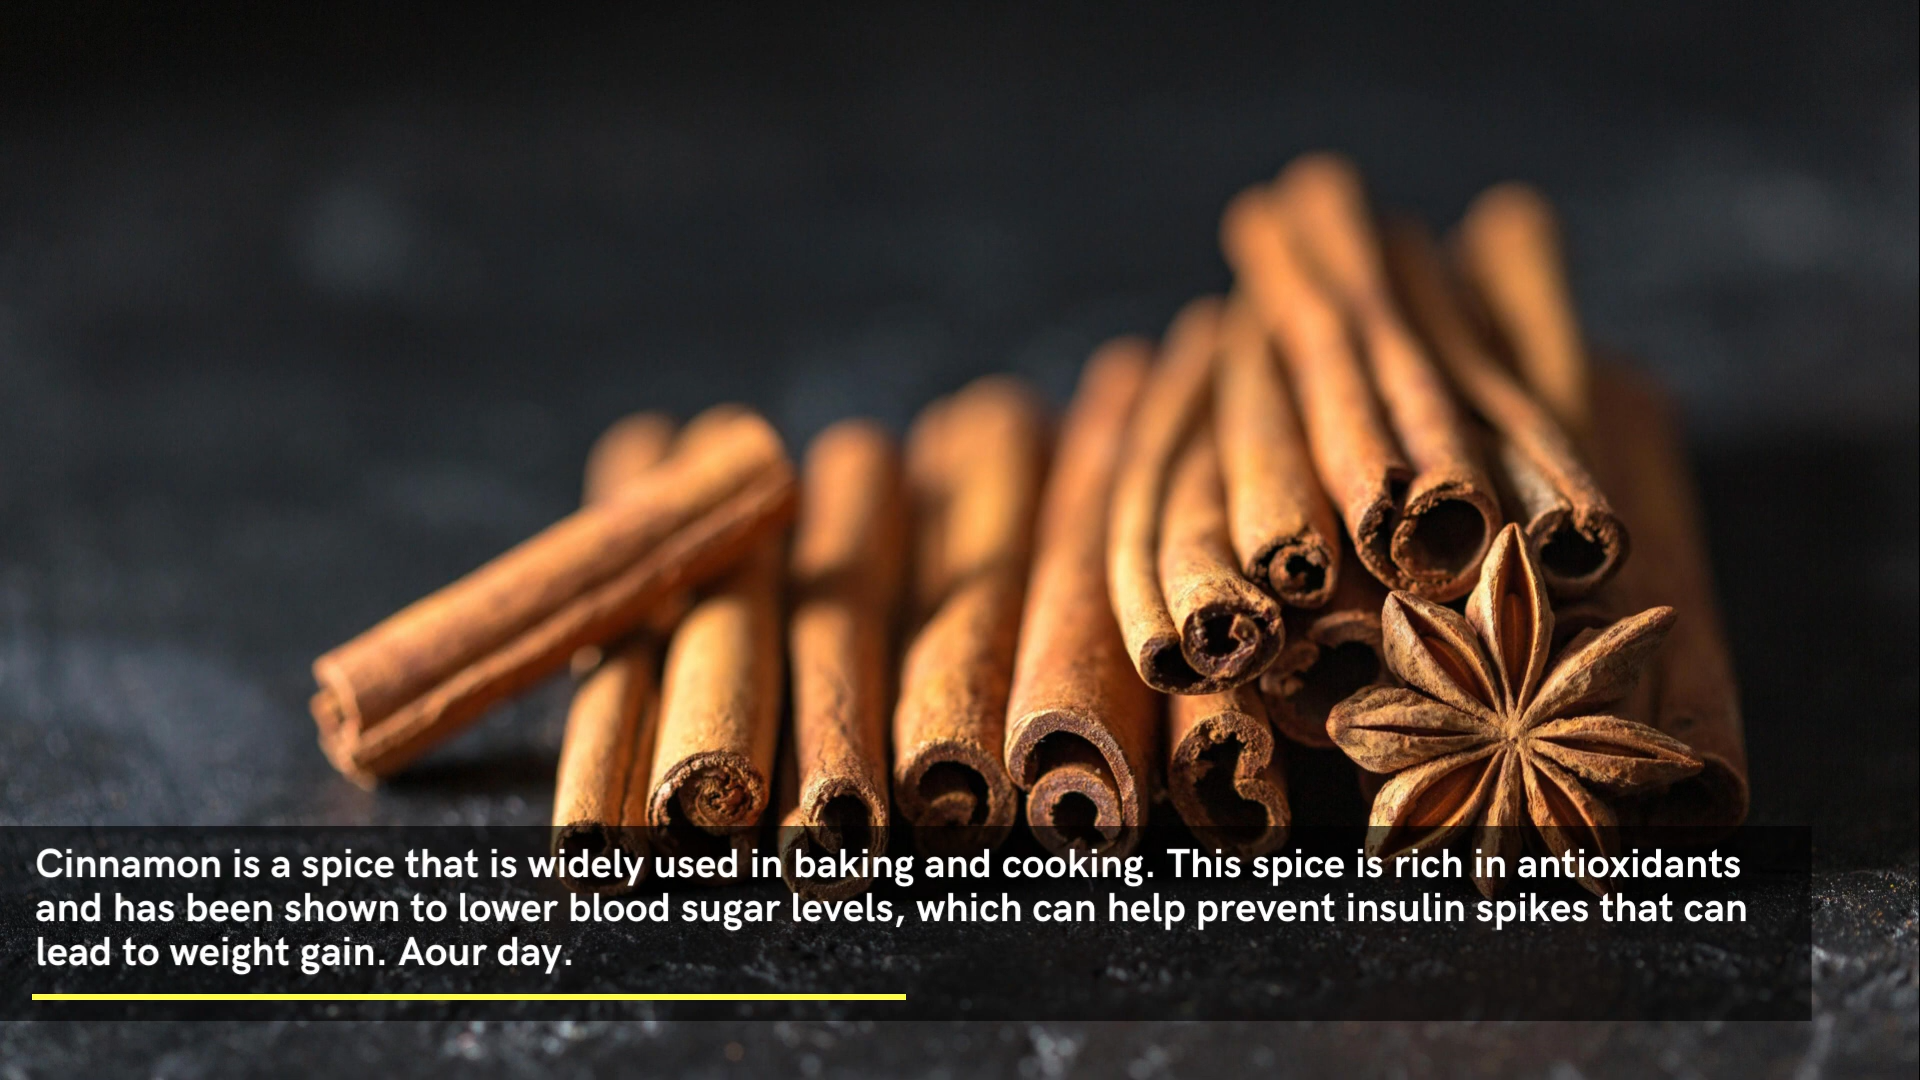 Cinnamon is a spice that is widely used in baking and cooking. This spice is rich in antioxidants
and has been shown to lower blood sugar levels, which can help prevent insulin spikes that can
lead to weight gain. Aour day.